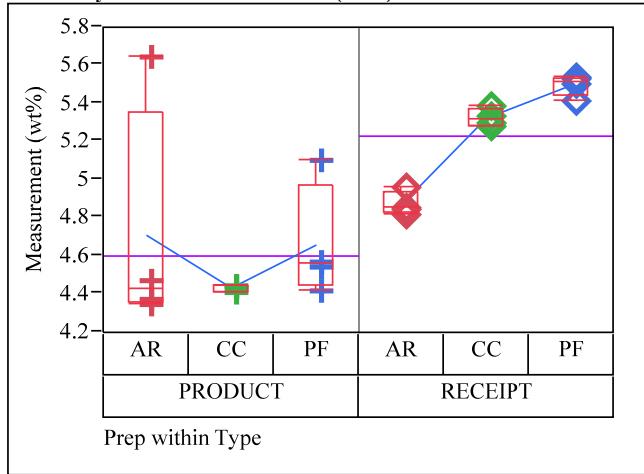 5.8
5.6
5.4
5.2
5
4.8
4.6
4.4
4.2
Measurement (wt%)
AR CC PF AR CC PF
PRODUCT RECEIPT
Prep within Type